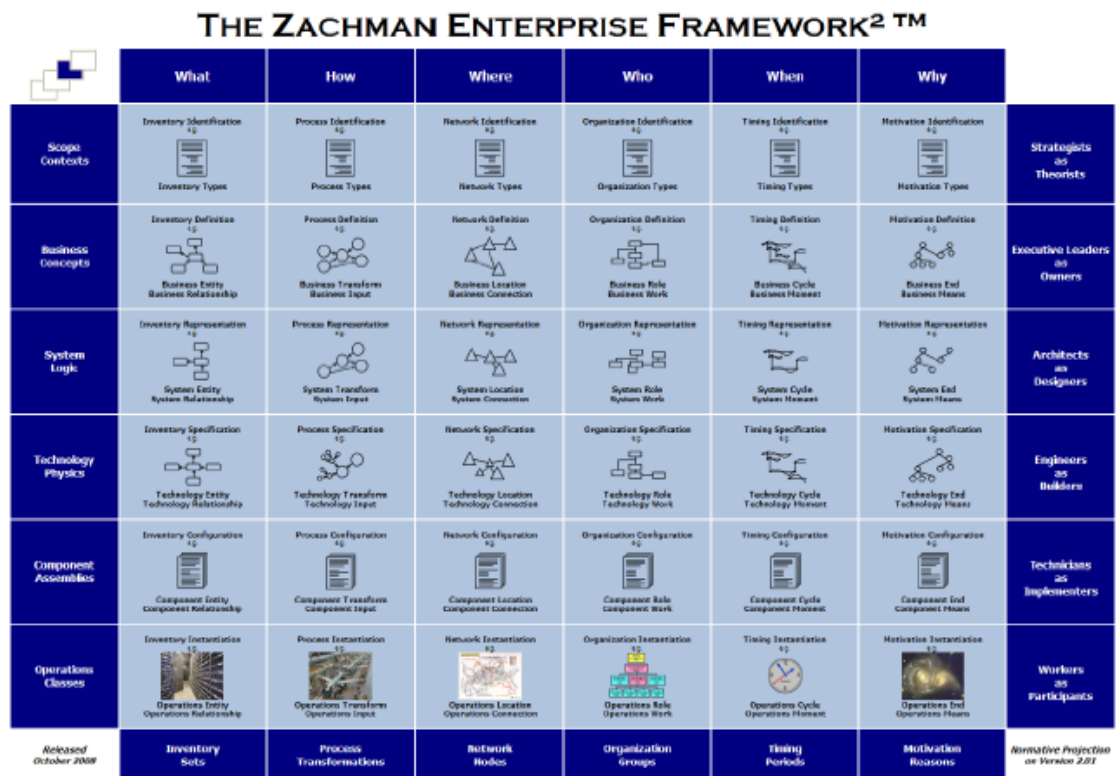 THE ZACHMAN ENTERPRISE FRAMEWORK² ™
What How Where Who When Why
Scope
Contexts
Inventory Identification
e.g.
Inventory Types
Process Identification
e.g.
Process Types
Network Identification
e.g.
Network Types
Organization Identification
e.g.
Organization Types
Timing Identification
e.g.
Timing Types
Motivation Identification
e.g.
Motivation Types
Strategists
as
Theorists
Business
Concepts
Inventory Definition
e.g.
Business Entity
Business Relationship
Process Definition
e.g.
Business Transform
Business Input
Network Definition
e.g.
Business Location
Business Connection
Organization Definition
e.g.
Business Role
Business Work
Timing Definition
e.g.
Business Cycle
Business Moment
Motivation Definition
e.g.
Business End
Business Means
Executive Leaders
as
Owners
System
Logic
Inventory Representation
e.g.
System Entity
System Relationship
Process Representation
e.g.
System Transform
System Input
Network Representation
e.g.
System Location
System Connection
Organization Representation
e.g.
System Role
System Work
Timing Representation
e.g.
System Cycle
System Moment
Motivation Representation
e.g.
System End
System Means
Architects
as
Designers
Technology
Physics
Inventory Specification
e.g.
Technology Entity
Technology Relationship
Process Specification
e.g.
Technology Transform
Technology Input
Network Specification
e.g.
Technology Location
Technology Connection
Organization Specification
e.g.
Technology Role
Technology Work
Timing Specification
e.g.
Technology Cycle
Technology Moment
Motivation Specification
e.g.
Technology End
Technology Means
Engineers
as
Builders
Component
Assemblies
Inventory Configuration
e.g.
Component Entity
Component Relationship
Process Configuration
e.g.
Component Transform
Component Input
Network Configuration
e.g.
Component Location
Component Connection
Organization Configuration
e.g.
Component Role
Component Work
Timing Configuration
e.g.
Component Cycle
Component Moment
Motivation Configuration
e.g.
Component End
Component Means
Technicians
as
Implementers
Operations
Classes
Inventory Instantiation
e.g.
Operations Entity
Operations Relationship
Process Instantiation
e.g.
Operations Transform
Operations Input
Network Instantiation
e.g.
Operations Location
Operations Connection
Organization Instantiation
e.g.
Operations Role
Operations Work
Timing Instantiation
e.g.
Operations Cycle
Operations Moment
Motivation Instantiation
e.g.
Operations End
Operations Means
Workers
as
Participants
Released
October 2008
Inventory
Sets
Process
Transformations
Network
Nodes
Organization
Groups
Timing
Periods
Motivation
Reasons
Normative Projection
on Version 2.01